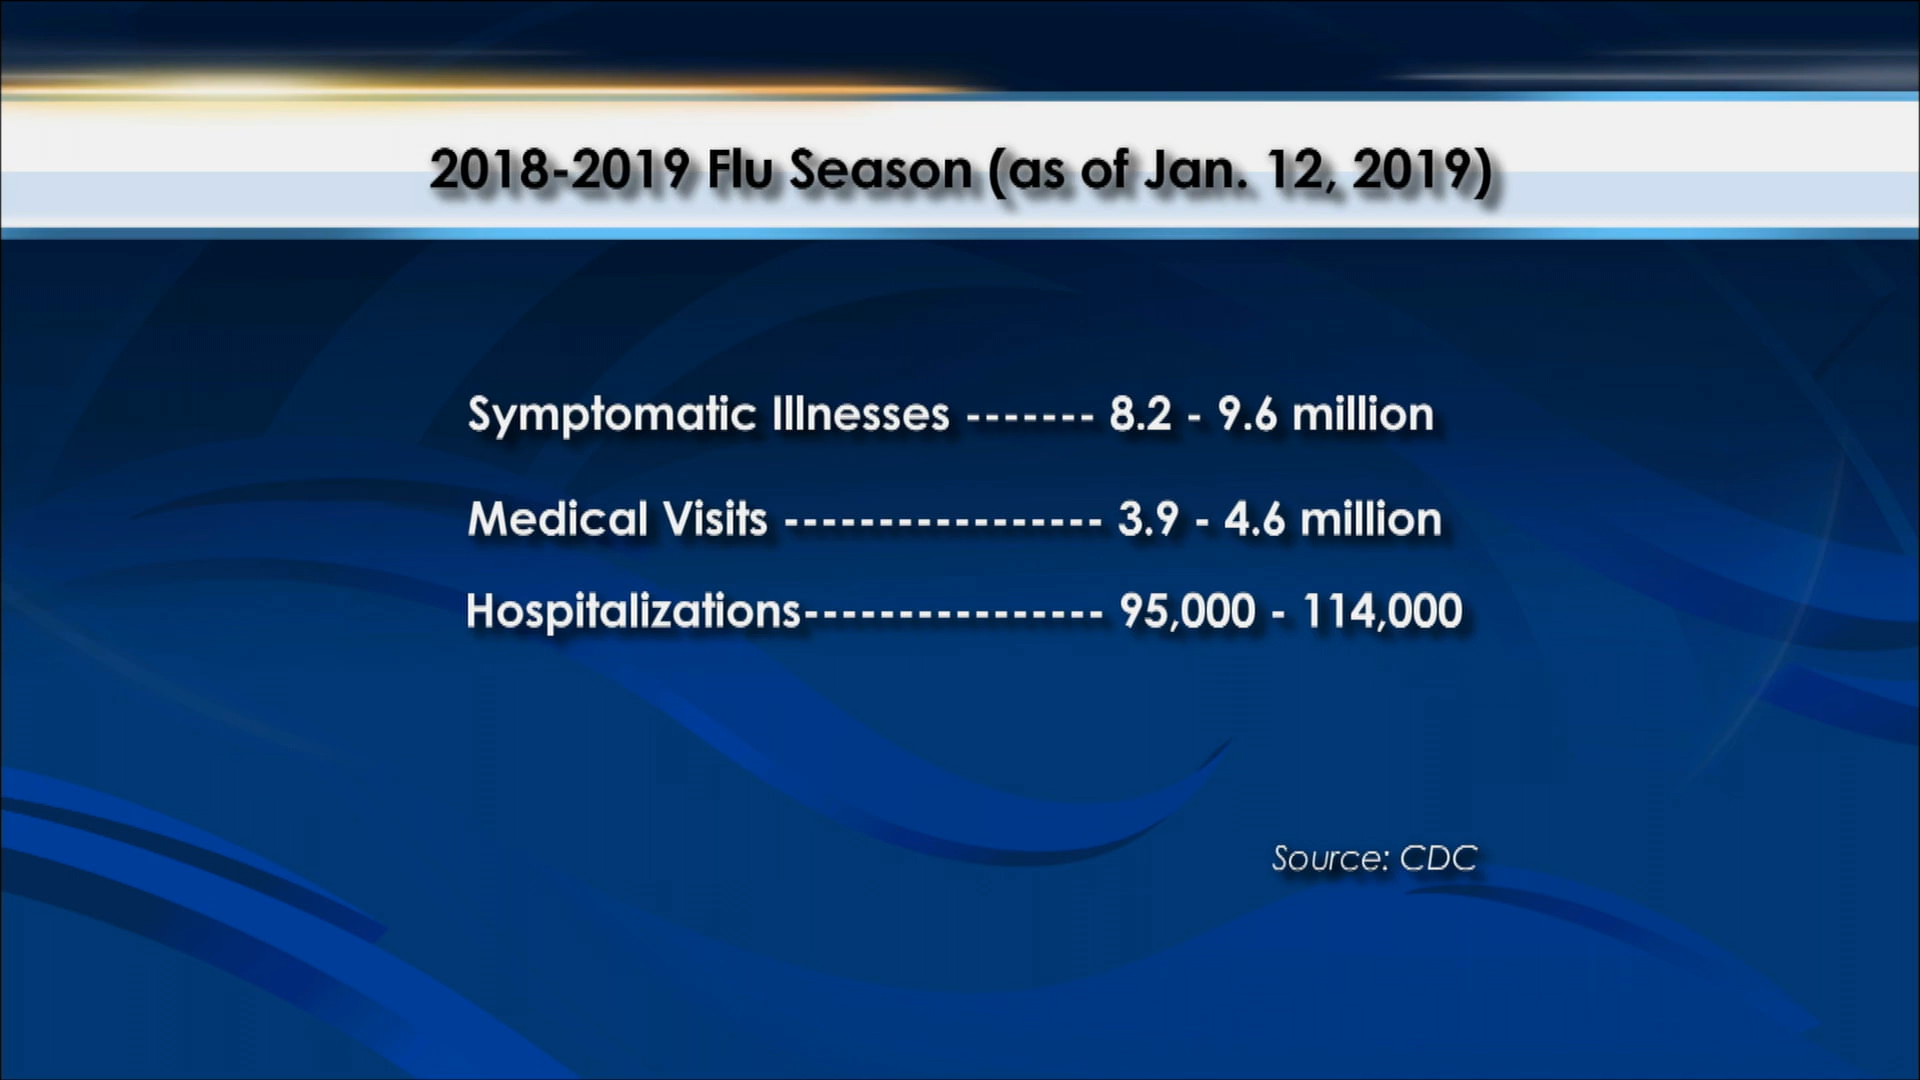 2018-2019 Flu Season (as of Jan. 12, 2019)
Symptomatic Illnesses ------- 8.2 - 9.6 million
Medical Visits ----------------- 3.9 - 4.6 million
Hospitalizations---------------- 95,000 - 114,000
Source: CDC